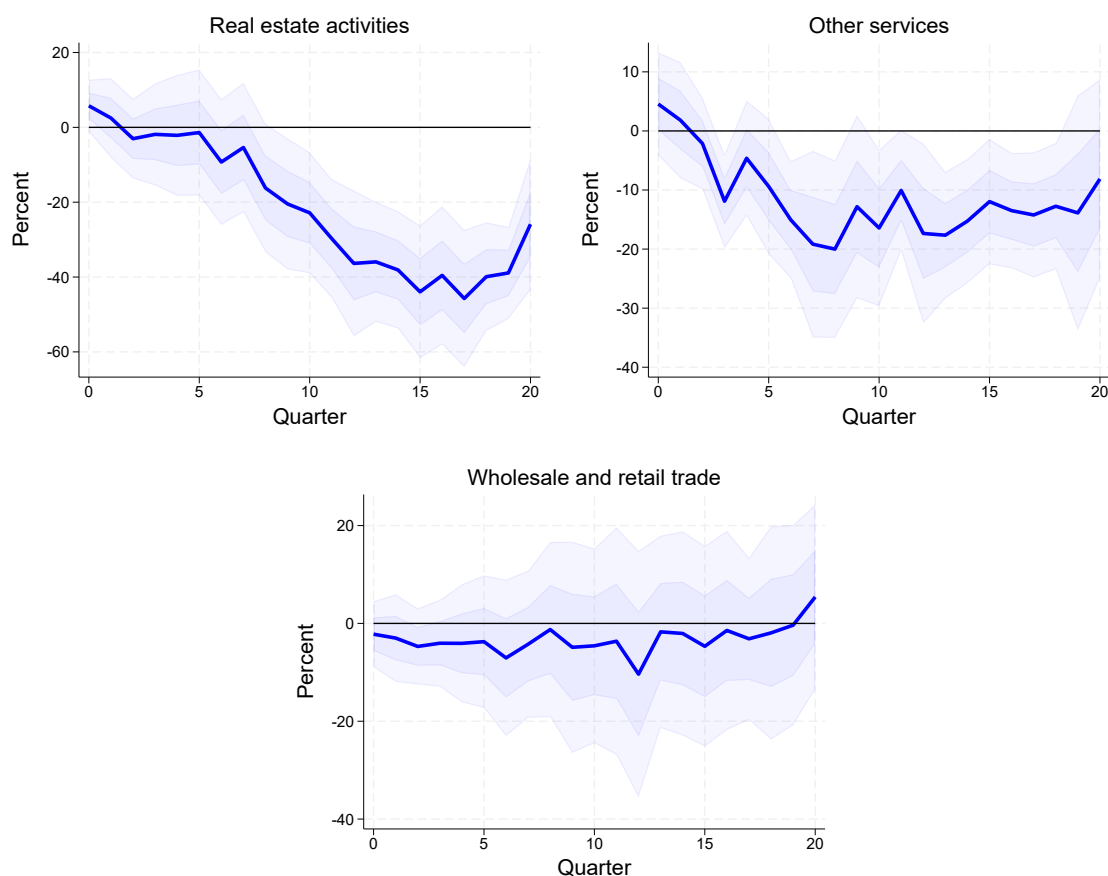 Real estate activities
Percent
20
0
-20
-40
-60
0 5 10 15 20
Quarter
Other services
Percent
10
0
-10
-20
-30
-40
0 5 10 15 20
Quarter
Wholesale and retail trade
Percent
20
0
-20
-40
0 5 10 15 20
Quarter